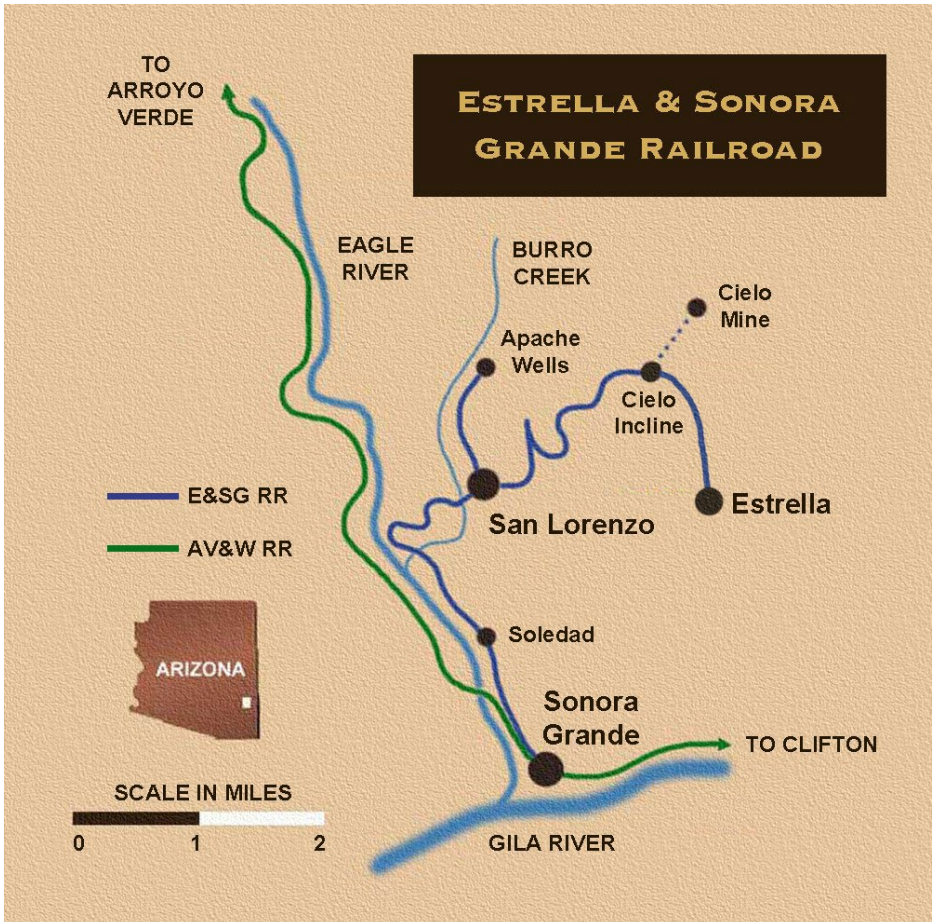 TO
ARROYO
VERDE
ESTRELLA & SONORA
GRANDE RAILROAD
EAGLE
RIVER
BURRO
CREEK
Cielo
Mine
Apache
Wells
Cielo
Incline
E&SG RR
San Lorenzo
Estrella
AV&W RR
Soledad
ARIZONA
Sonora
Grande
TO CLIFTON
SCALE IN MILES
0 1 2
GILA RIVER